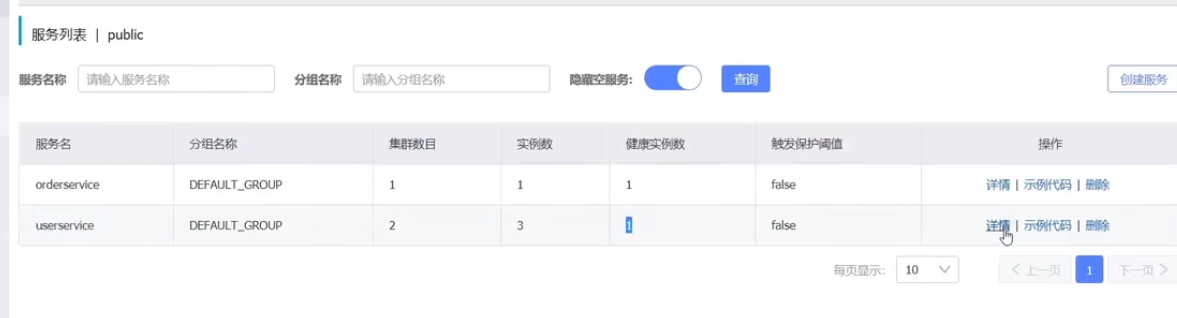 服务列表 | public
服务名称 请输入服务名称 分组名称 请输入分组名称 隐藏空服务: 查询 创建服务
服务名 分组名称 集群数目 实例数 健康实例数 触发保护阈值 操作
orderservice DEFAULT_GROUP 1 1 1 false 详情 | 示例代码 | 删除
userservice DEFAULT_GROUP 2 3 1 false 详情 | 示例代码 | 删除
每页显示: 10 < 上一页 1 下一页 >